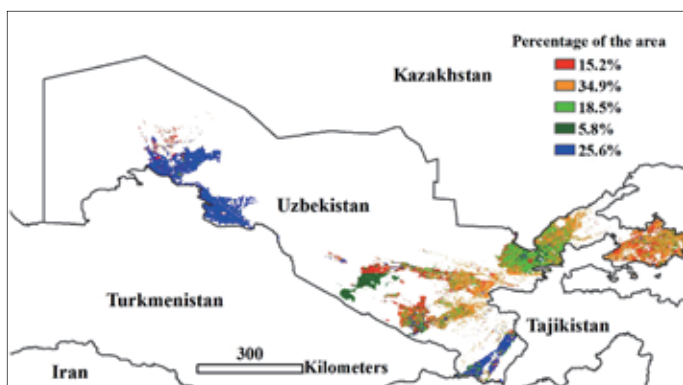 Percentage of the area
15.2%
34.9%
18.5%
5.8%
25.6%
Kazakhstan
Uzbekistan
Turkmenistan
Tajikistan
Iran
300
Kilometers